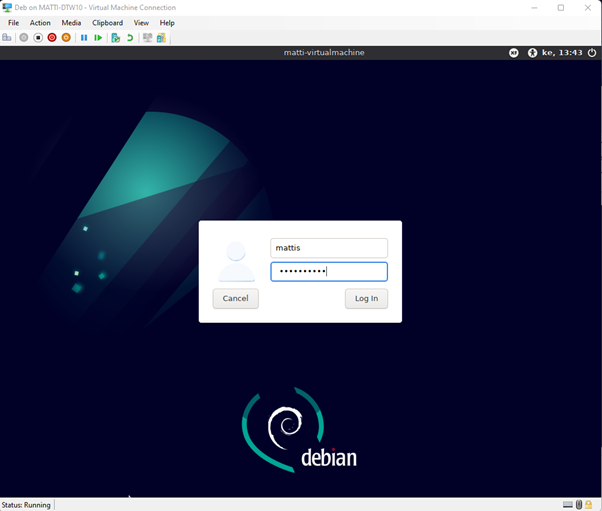 Deb on MATTI-DTW10 - Virtual Machine Connection
File Action Media Clipboard View Help
matti-virtualmachine
ke, 13:43
mattis
Cancel
Log In
debian
Status: Running